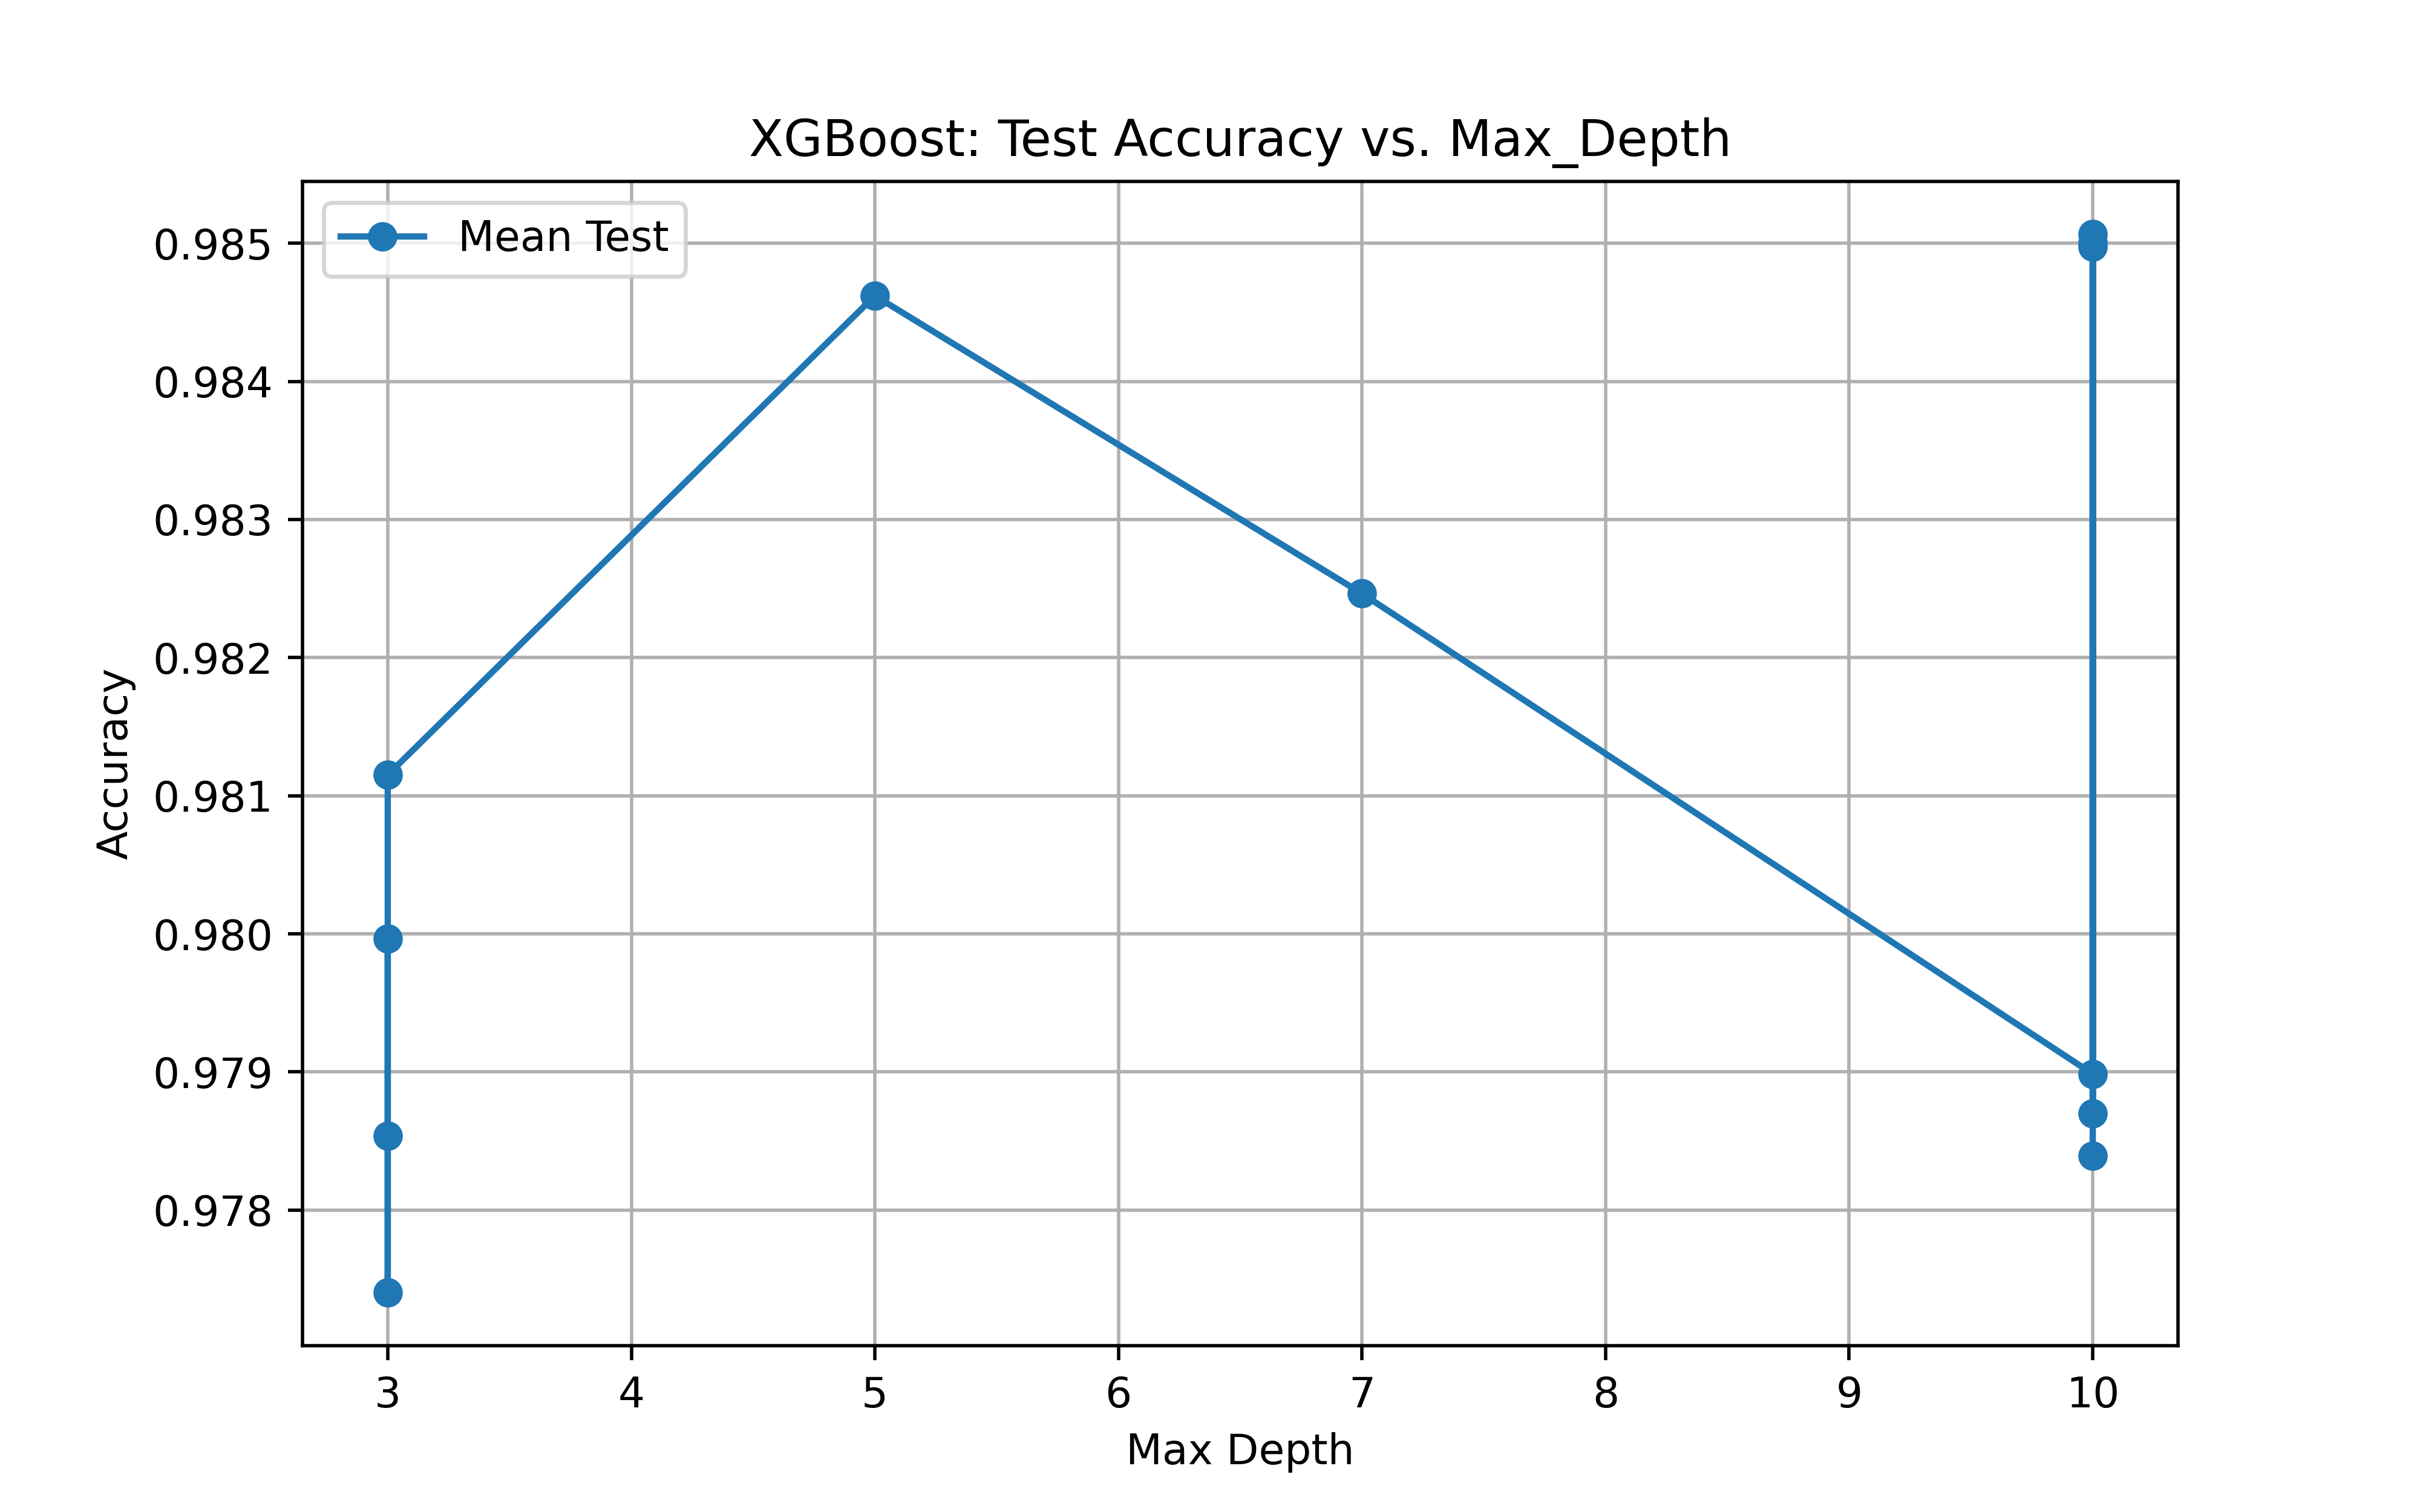 XGBoost: Test Accuracy vs. Max_Depth
Mean Test
0.985
0.984
0.983
0.982
0.981
0.980
0.979
0.978
Accuracy
3 4 5 6 7 8 9 10
Max Depth